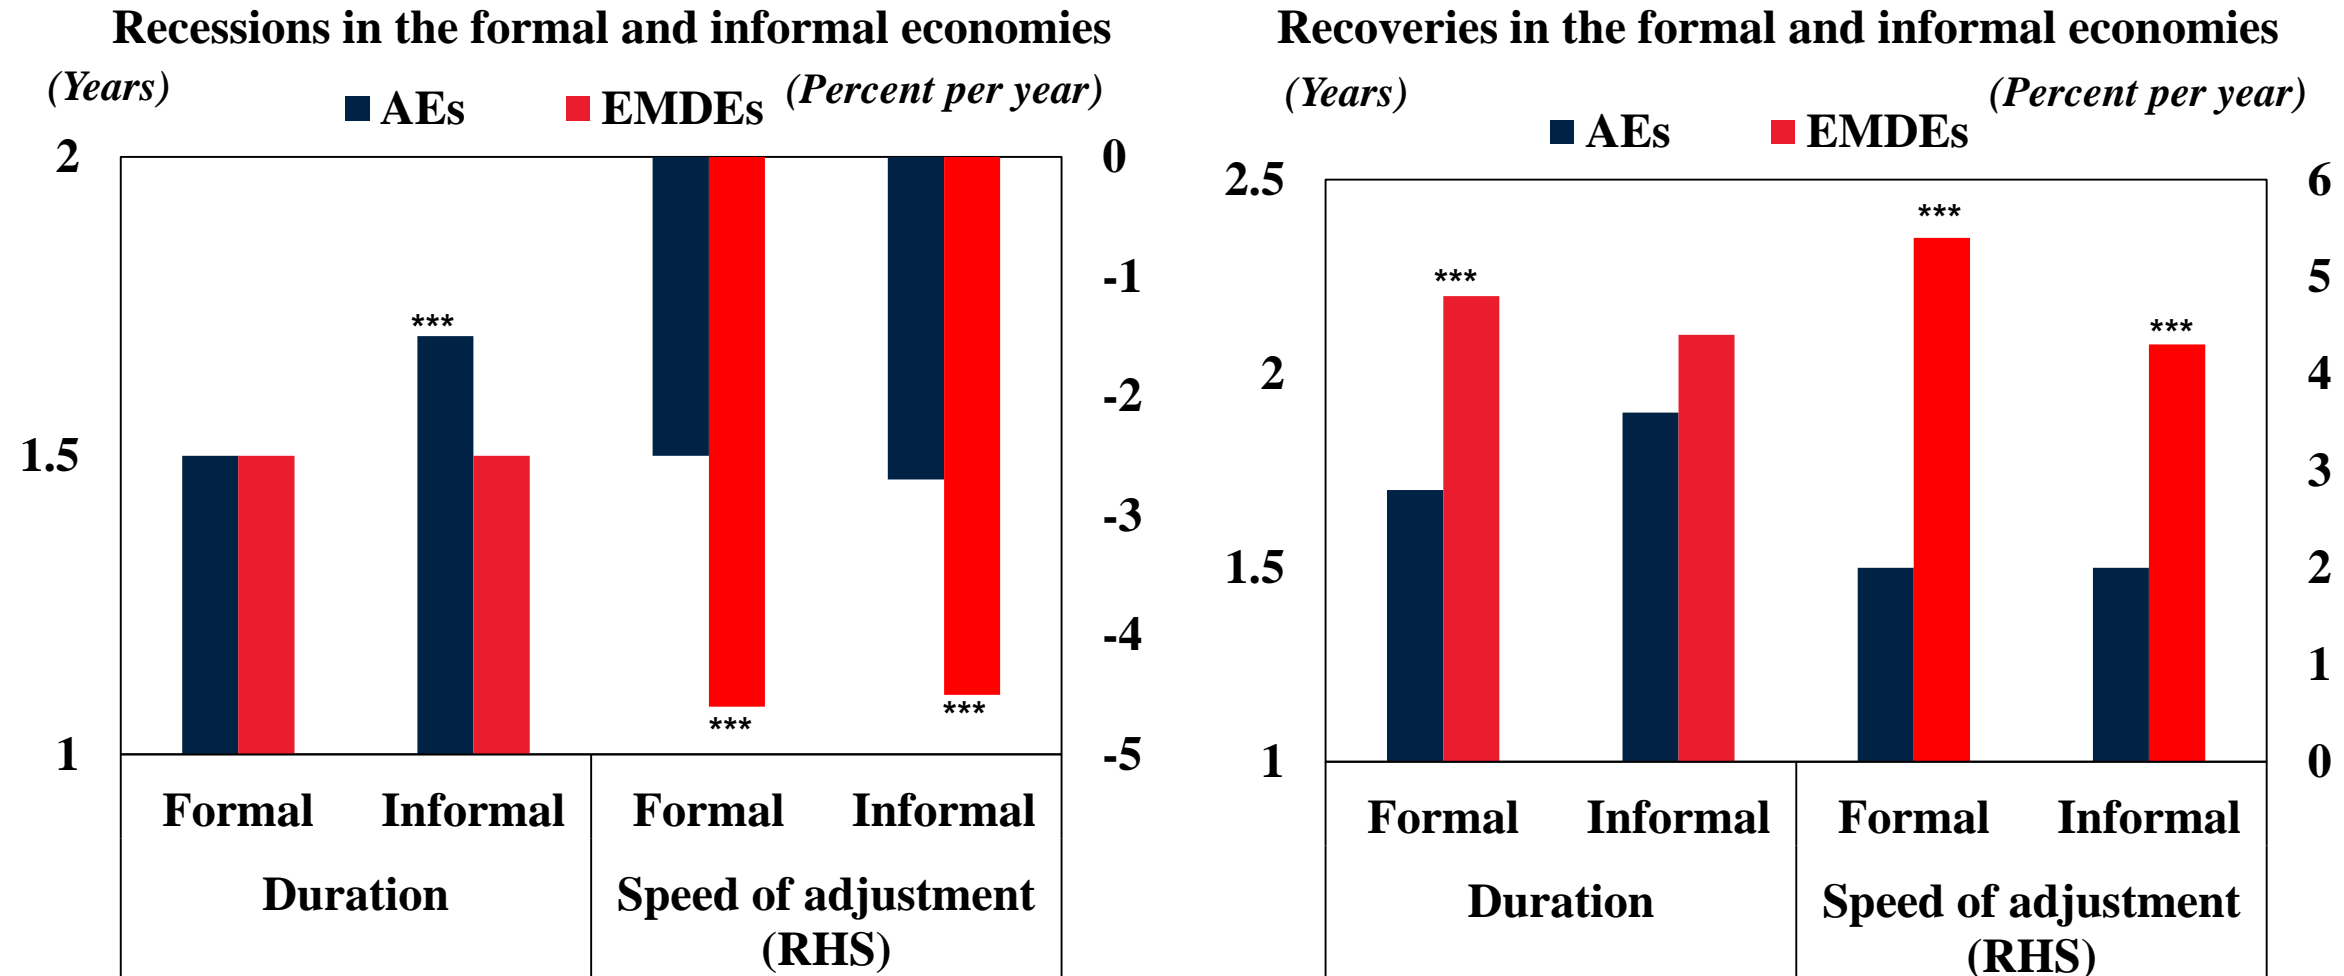 Recessions in the formal and informal economies
(Years)
AEs
EMDEs
(Percent per year)
2
1.5
1
0
-1
-2
-3
-4
-5
***
***
***
Formal
Informal
Formal
Informal
Duration
Speed of adjustment
(RHS)
Recoveries in the formal and informal economies
(Years)
(Percent per year)
AEs
EMDEs
2.5
2
1.5
1
6
5
4
3
2
1
0
***
***
***
Formal
Informal
Formal
Informal
Duration
Speed of adjustment
(RHS)